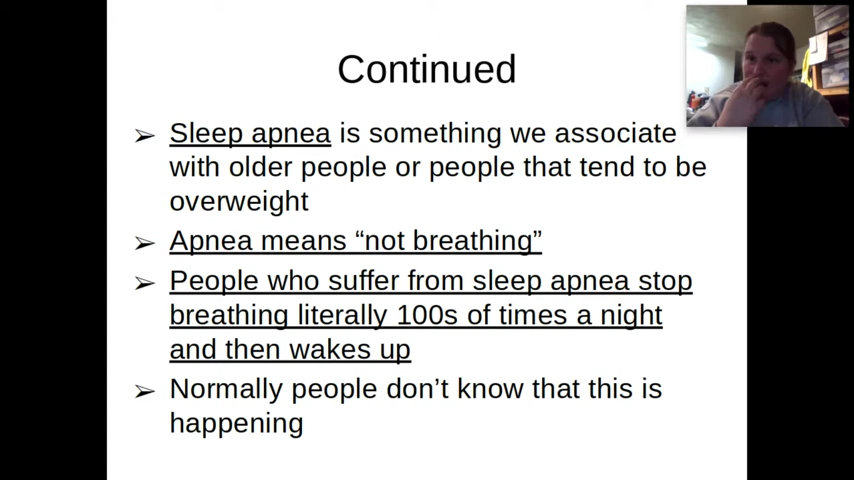 Continued
➢ Sleep apnea is something we associate
with older people or people that tend to be
overweight
➢ Apnea means “not breathing”
➢ People who suffer from sleep apnea stop
breathing literally 100s of times a night
and then wakes up
➢ Normally people don’t know that this is
happening